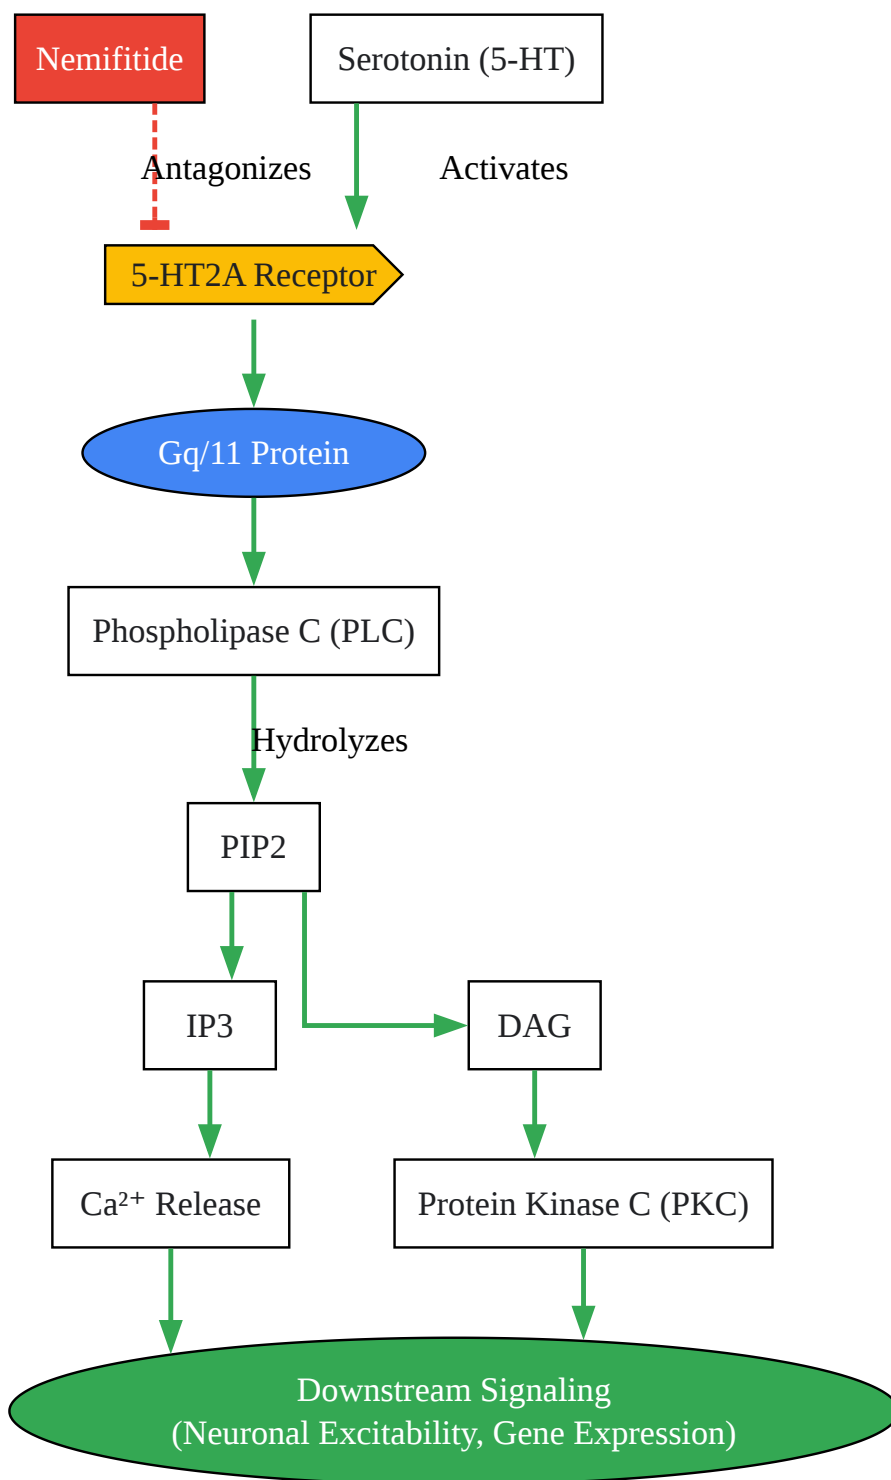 Nemifitide
Serotonin (5-HT)
Antagonizes
Activates
5-HT2A Receptor
Gq/11 Protein
Phospholipase C (PLC)
Hydrolyzes
PIP2
IP3
DAG
Ca²⁺ Release
Protein Kinase C (PKC)
Downstream Signaling
(Neuronal Excitability, Gene Expression)